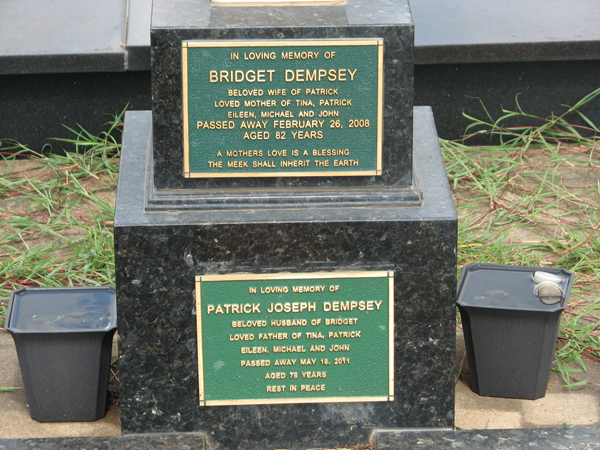 IN LOVING MEMORY OF
BRIDGET DEMPSEY
BELOVED WIFE OF PATRICK
LOVED MOTHER OF TINA, PATRICK
EILEEN, MICHAEL AND JOHN
PASSED AWAY FEBRUARY 26, 2008
AGED 82 YEARS
A MOTHERS LOVE IS A BLESSING
THE MEEK SHALL INHERIT THE EARTH
IN LOVING MEMORY OF
PATRICK JOSEPH DEMPSEY
BELOVED HUSBAND OF BRIDGET
LOVED FATHER OF TINA, PATRICK
EILEEN, MICHAEL AND JOHN
PASSED AWAY MAY 18, 2011
AGED 78 YEARS
REST IN PEACE